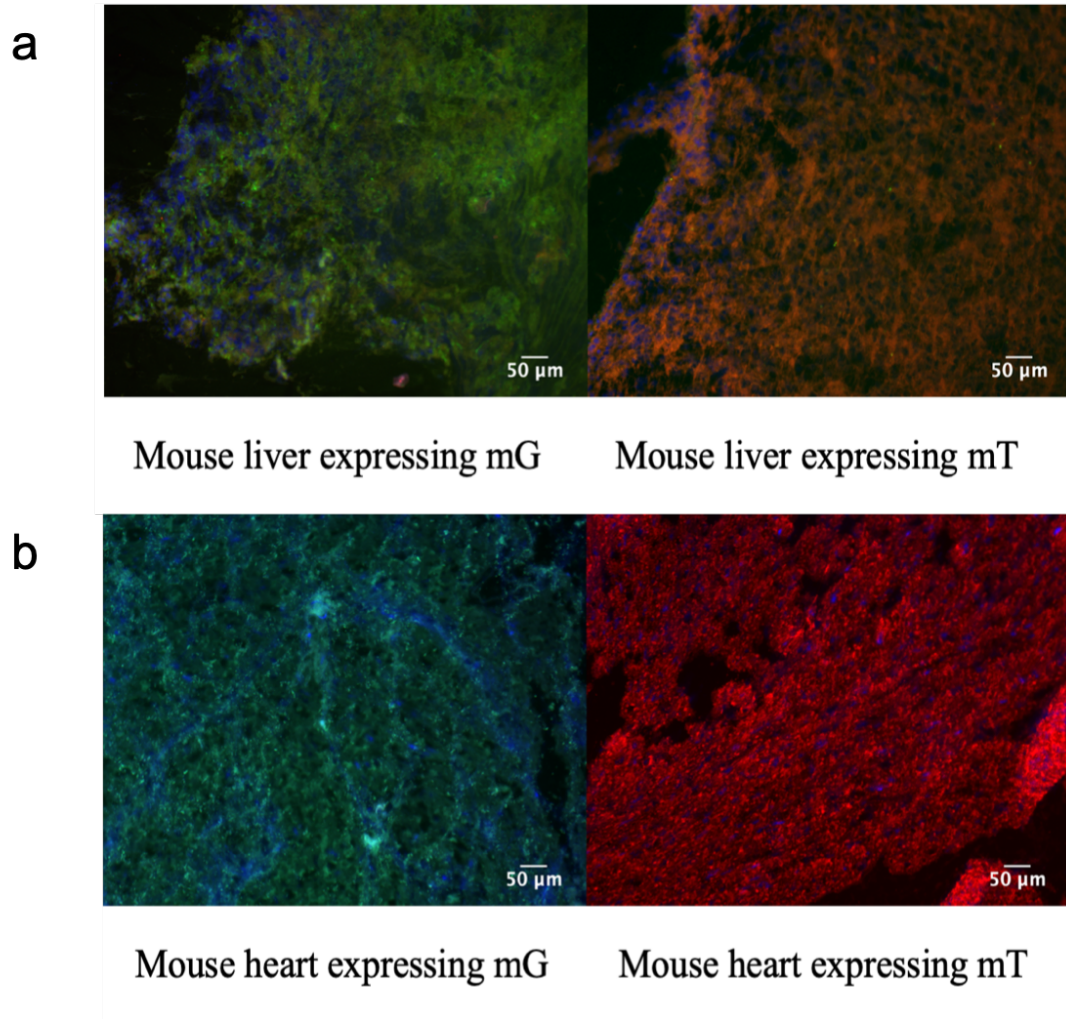 a
50 µm
50 µm
Mouse liver expressing mG
Mouse liver expressing mT
b
50 µm
50 µm
Mouse heart expressing mG
Mouse heart expressing mT